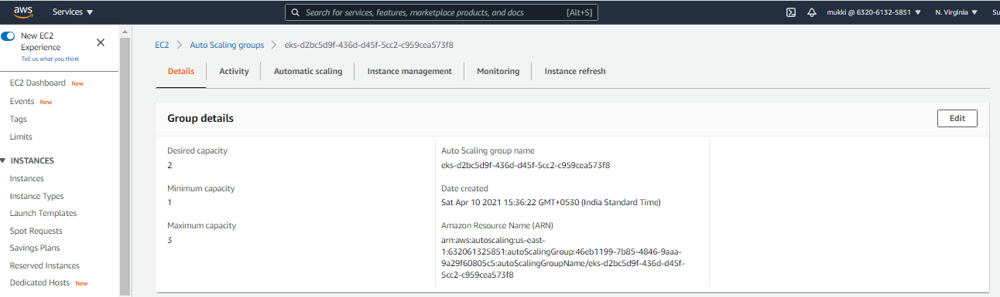 aws Services Search for services, features, marketplace products, and docs [Alt+S] mukki @ 6320-6132-5851 N. Virginia Su
New EC2
Experience
Tell us what you think
EC2 Dashboard New
Events New
Tags
Limits
INSTANCES
Instances
Instance Types
Launch Templates
Spot Requests
Savings Plans
Reserved Instances
Dedicated Hosts New
EC2 Auto Scaling groups eks-d2bc5d9f-436d-d45f-5cc2-c959cea573f8
Details Activity Automatic scaling Instance management Monitoring Instance refresh
Group details Edit
Desired capacity
2
Minimum capacity
1
Maximum capacity
3
Auto Scaling group name
eks-d2bc5d9f-436d-d45f-5cc2-c959cea573f8
Date created
Sat Apr 10 2021 15:36:22 GMT+0530 (India Standard Time)
Amazon Resource Name (ARN)
arn:aws:autoscaling:us-east-
1:632061325851:autoScalingGroup:46eb1199-7b85-4846-9aaa-
9a29f60805c5:autoScalingGroupName/eks-d2bc5d9f-436d-d45f-
5cc2-c959cea573f8